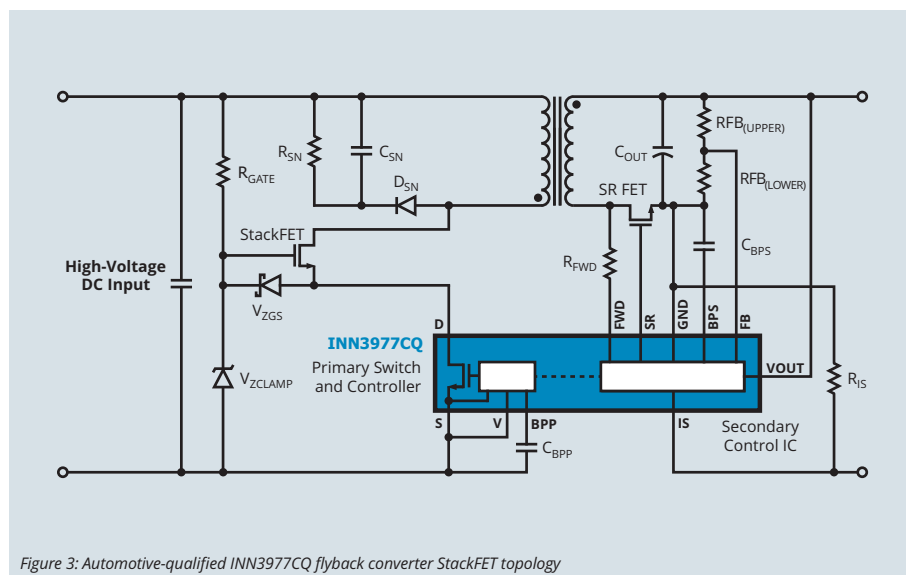 RFB(UPPER)
RSN
CSN
COUT
RGATE
DSN
SR FET
RFB(LOWER)
StackFET
CBPS
High-Voltage
DC Input
RFWD
VZGS
FWD
SR
GND
BPS
FB
D
INN3977CQ
Primary Switch
and Controller
VOUT
VZCLAMP
RIS
S
V
BPP
IS
Secondary
Control IC
CBPP
Figure 3: Automotive-qualified INN3977CQ flyback converter StackFET topology